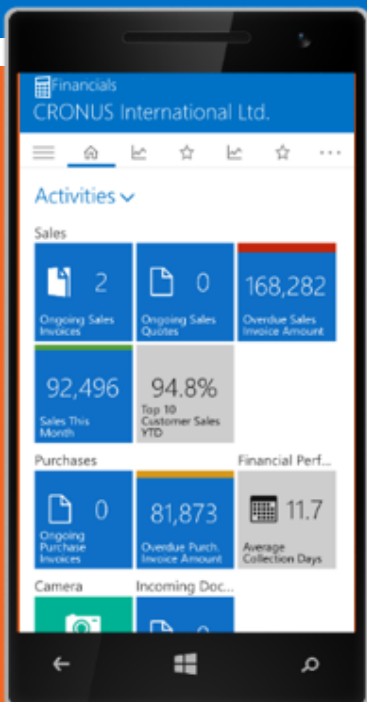 Financials
CRONUS International Ltd.
Activities
Sales
2
Ongoing Sales
Invoices
0
Ongoing Sales
Quotes
168,282
Overdue Sales
Invoice Amount
92,496
Sales This
Month
94.8%
Top 10
Customer Sales
YTD
Purchases
Financial Perf...
0
Ongoing
Purchase
Invoices
81,873
Overdue Purch.
Invoice Amount
11.7
Average
Collection Days
Camera
Incoming Doc...
0